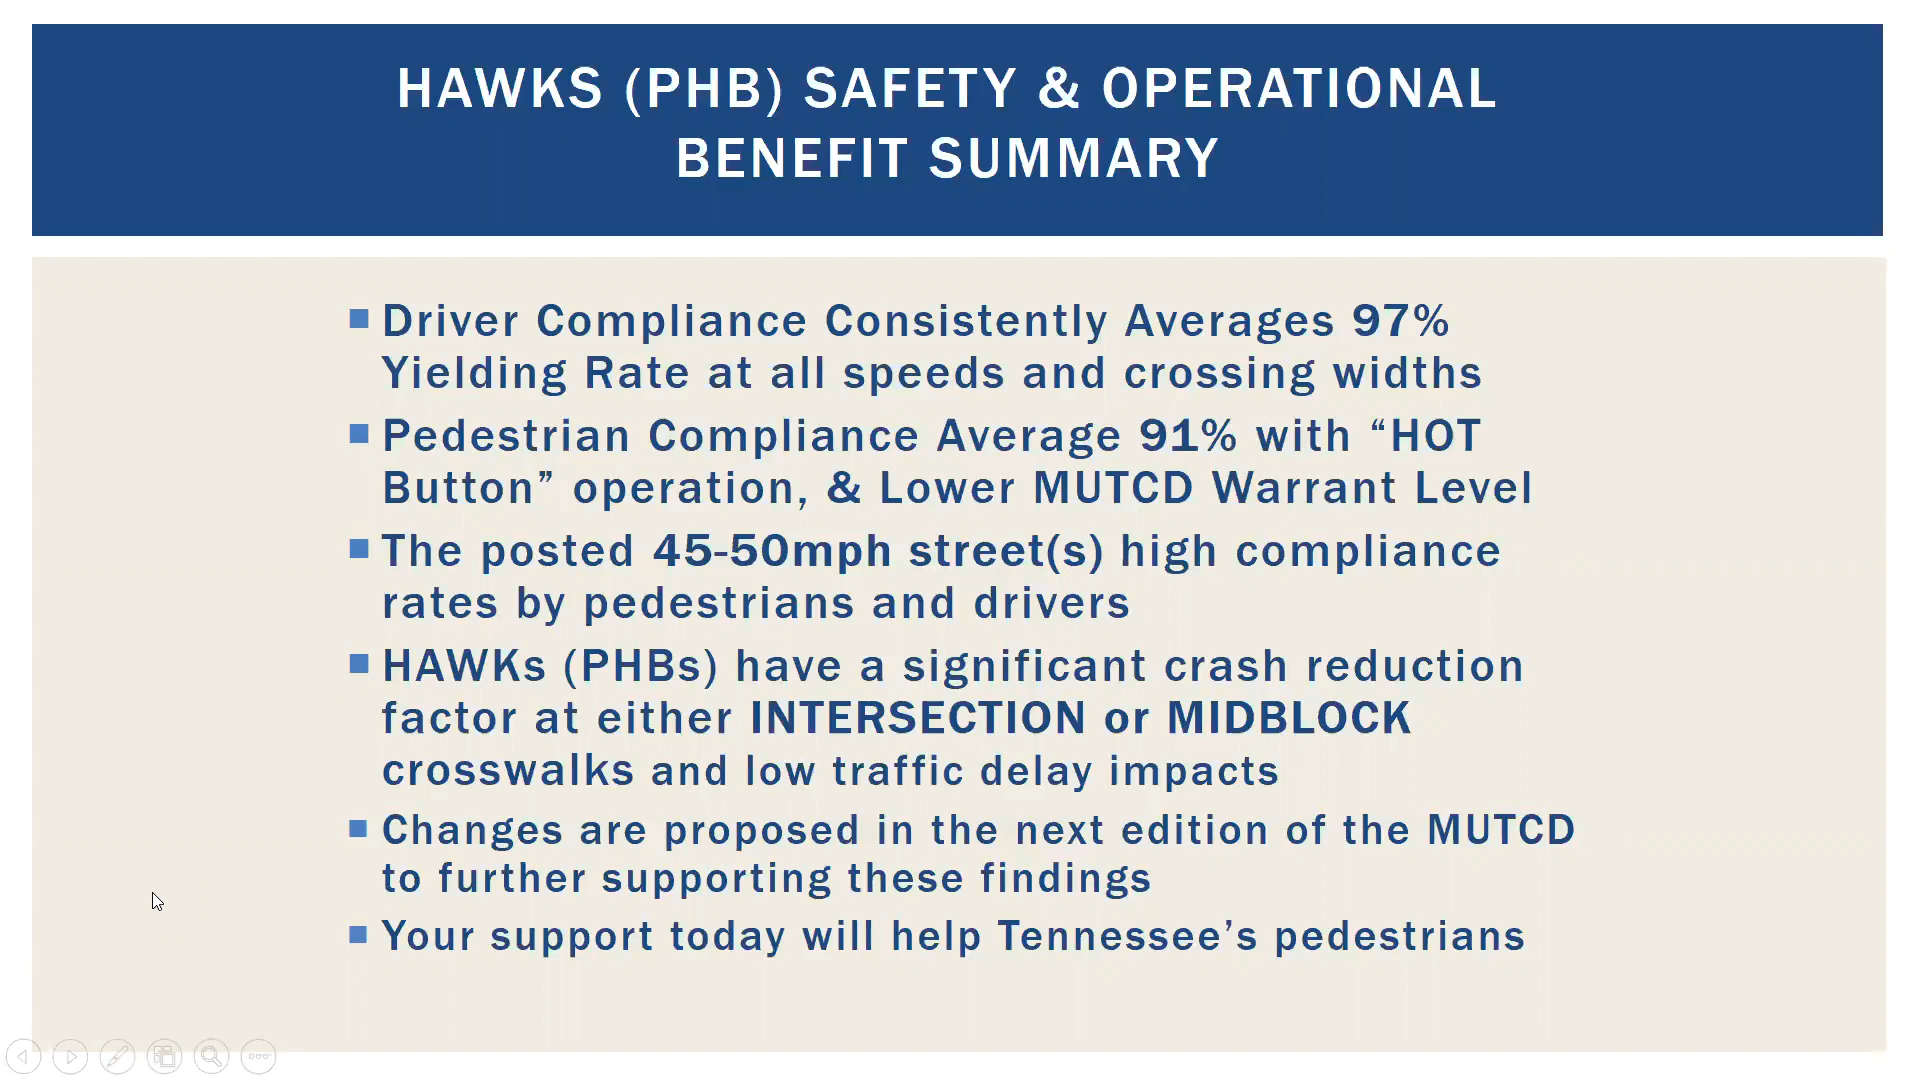 HAWKS (PHB) SAFETY & OPERATIONAL
BENEFIT SUMMARY
Driver Compliance Consistently Averages 97%
Yielding Rate at all speeds and crossing widths
Pedestrian Compliance Average 91% with “HOT
Button” operation, & Lower MUTCD Warrant Level
The posted 45-50mph street(s) high compliance
rates by pedestrians and drivers
HAWKs (PHBs) have a significant crash reduction
factor at either INTERSECTION or MIDBLOCK
crosswalks and low traffic delay impacts
Changes are proposed in the next edition of the MUTCD
to further supporting these findings
Your support today will help Tennessee’s pedestrians